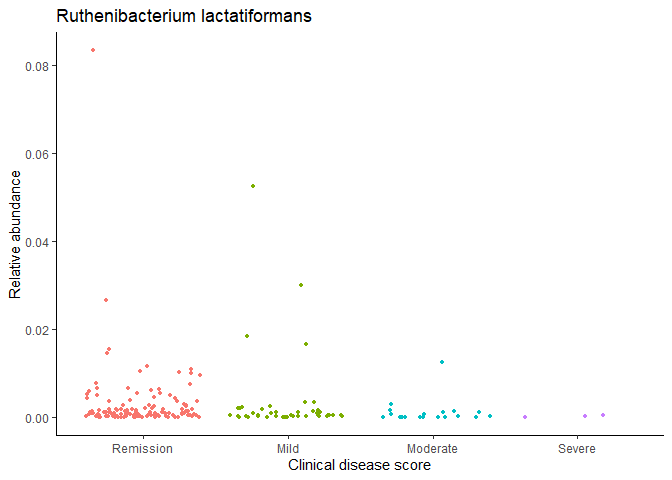 Ruthenibacterium lactatiformans
0.08
0.06
0.04
0.02
0.00
Relative abundance
Remission
Mild
Moderate
Severe
Clinical disease score